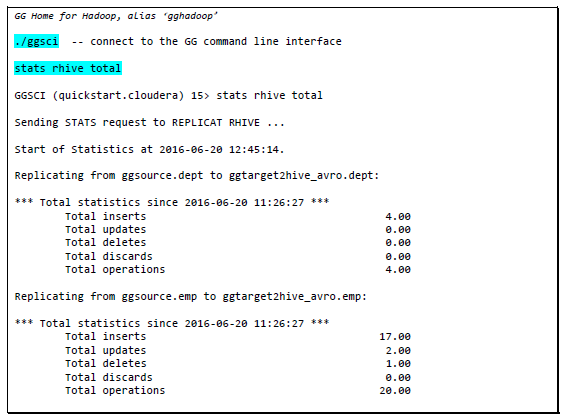 GG Home for Hadoop, alias ‘gghadoop’
./ggsci -- connect to the GG command line interface
stats rhive total
GGSCI (quickstart.cloudera) 15> stats rhive total
Sending STATS request to REPLICAT RHIVE ...
Start of Statistics at 2016-06-20 12:45:14.
Replicating from ggsource.dept to ggtarget2hive_avro.dept:
*** Total statistics since 2016-06-20 11:26:27 ***
Total inserts 4.00
Total updates 0.00
Total deletes 0.00
Total discards 0.00
Total operations 4.00
Replicating from ggsource.emp to ggtarget2hive_avro.emp:
*** Total statistics since 2016-06-20 11:26:27 ***
Total inserts 17.00
Total updates 2.00
Total deletes 1.00
Total discards 0.00
Total operations 20.00